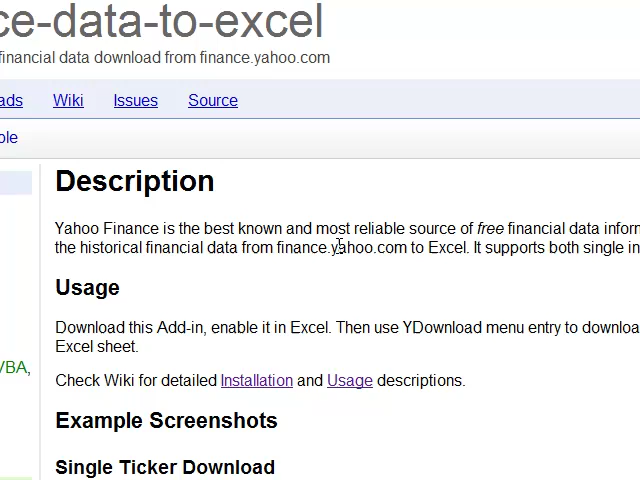 ce-data-to-excel
financial data download from finance.yahoo.com
ads Wiki Issues Source
ple
Description
Yahoo Finance is the best known and most reliable source of free financial data inform
the historical financial data from finance.yahoo.com to Excel. It supports both single in
Usage
Download this Add-in, enable it in Excel. Then use YDownload menu entry to downloa
Excel sheet.
VBA,
Check Wiki for detailed Installation and Usage descriptions.
Example Screenshots
Single Ticker Download